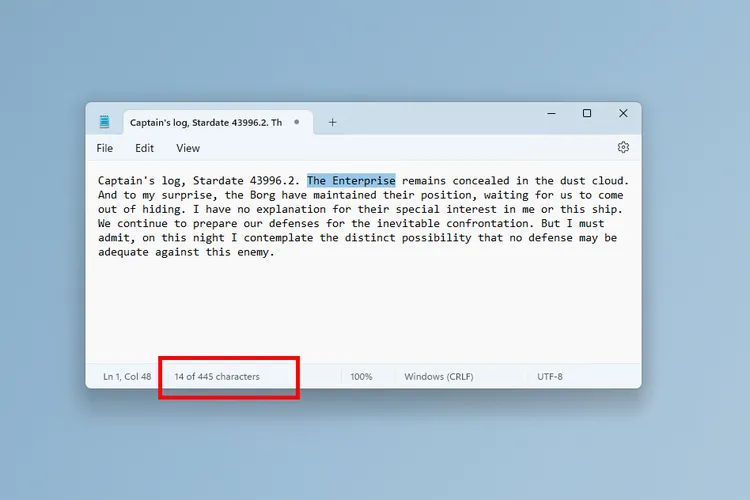 Captain's log, Stardate 43996.2. Th
File Edit View
Captain's log, Stardate 43996.2. The Enterprise remains concealed in the dust cloud.
And to my surprise, the Borg have maintained their position, waiting for us to come
out of hiding. I have no explanation for their special interest in me or this ship.
We continue to prepare our defenses for the inevitable confrontation. But I must
admit, on this night I contemplate the distinct possibility that no defense may be
adequate against this enemy.
Ln 1, Col 48 14 of 445 characters 100% Windows (CRLF) UTF-8